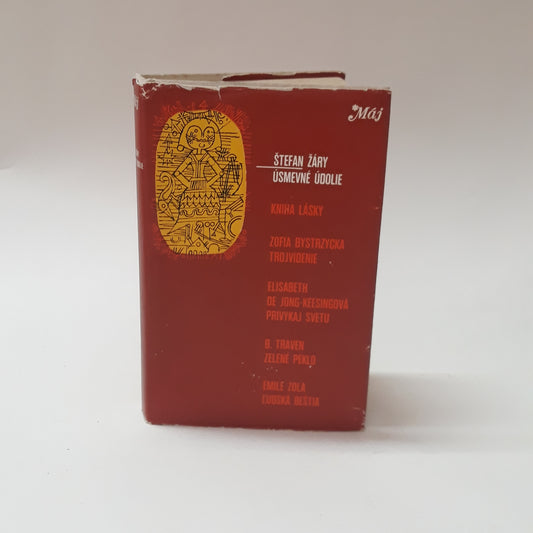 Máj
ŠTEFAN ŽÁRY
ÚSMEVNÉ ÚDOLIE
KNIHA LÁSKY
ZOFIA BYSTRZYCKA
TROJVIDENIE
ELISABETH
DE JONG-KEESINGOVÁ
PRIVYKAJ SVETU
B. TRAVEN
ZELENÉ PEKLO
EMILE ZOLA
ĽUDSKÁ BEŠTIA